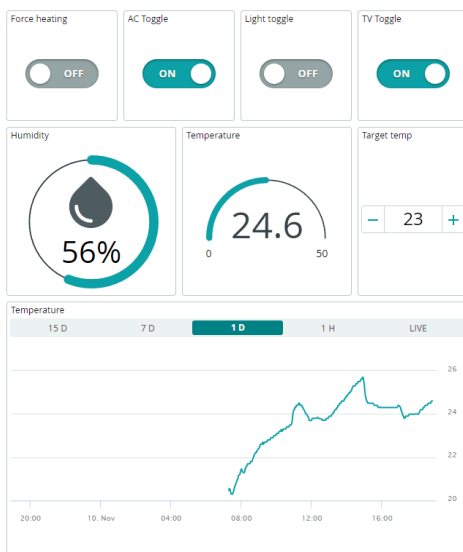 Force heating
AC Toggle
Light toggle
TV Toggle
OFF
ON
OFF
ON
Humidity
Temperature
Target temp
56%
24.6
0
50
− 23 +
Temperature
15 D
7 D
1 D
1 H
LIVE
26
24
22
20
20:00
10. Nov
04:00
08:00
12:00
16:00